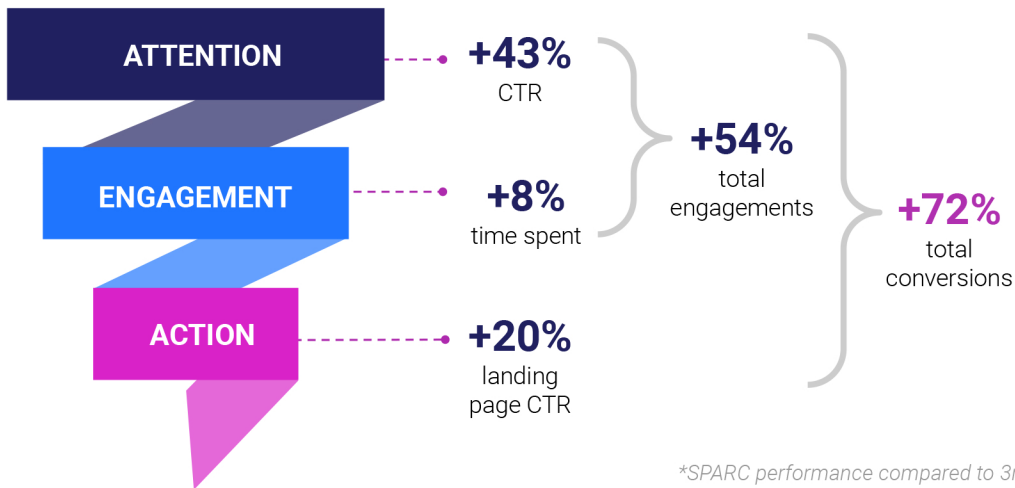 ATTENTION
+43%
CTR
ENGAGEMENT
+8%
time spent
+54%
total
engagements
ACTION
+20%
landing
page CTR
+72%
total
conversions
*SPARC performance compared to